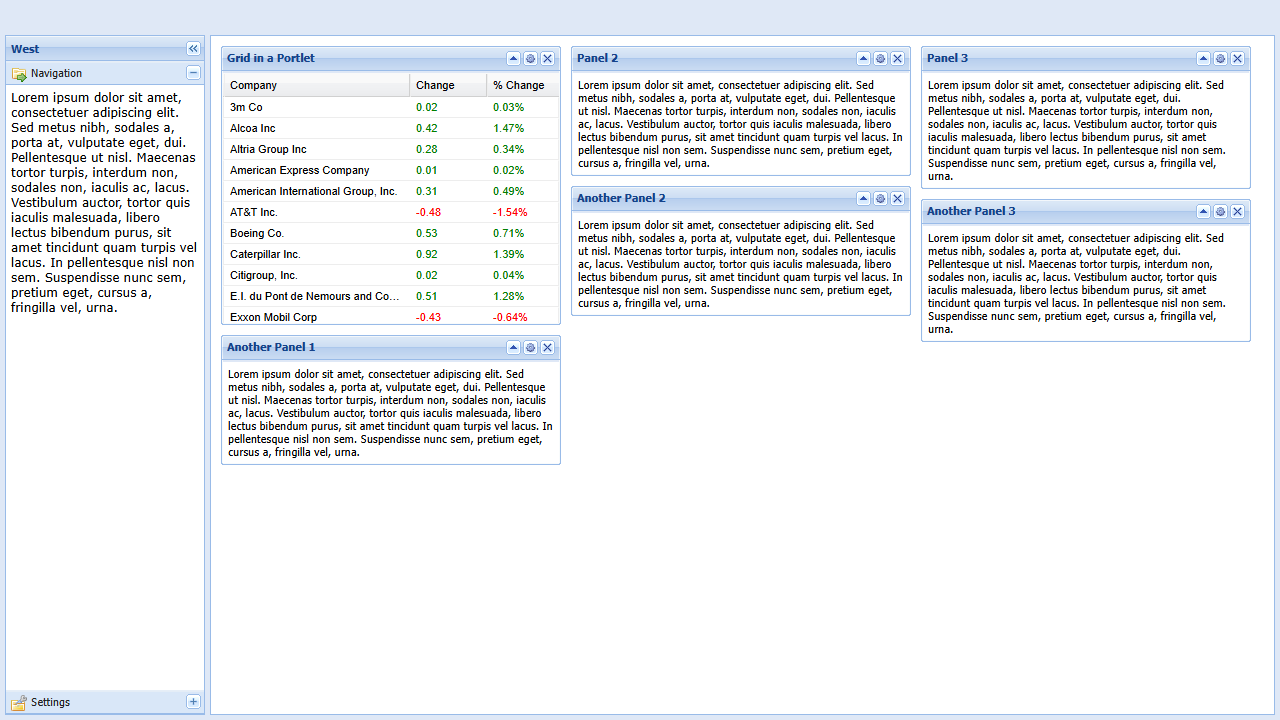 West
Navigation
Lorem ipsum dolor sit amet,
consectetuer adipiscing elit.
Sed metus nibh, sodales a,
porta at, vulputate eget, dui.
Pellentesque ut nisl. Maecenas
tortor turpis, interdum non,
sodales non, iaculis ac, lacus.
Vestibulum auctor, tortor quis
iaculis malesuada, libero
lectus bibendum purus, sit
amet tincidunt quam turpis vel
lacus. In pellentesque nisl non
sem. Suspendisse nunc sem,
pretium eget, cursus a,
fringilla vel, urna.
Settings
Grid in a Portlet
Company Change % Change
3m Co 0.02 0.03%
Alcoa Inc 0.42 1.47%
Altria Group Inc 0.28 0.34%
American Express Company 0.01 0.02%
American International Group, Inc. 0.31 0.49%
AT&T Inc. -0.48 -1.54%
Boeing Co. 0.53 0.71%
Caterpillar Inc. 0.92 1.39%
Citigroup, Inc. 0.02 0.04%
E.I. du Pont de Nemours and Co... 0.51 1.28%
Exxon Mobil Corp -0.43 -0.64%
Another Panel 1
Lorem ipsum dolor sit amet, consectetuer adipiscing elit. Sed
metus nibh, sodales a, porta at, vulputate eget, dui. Pellentesque
ut nisl. Maecenas tortor turpis, interdum non, sodales non, iaculis
ac, lacus. Vestibulum auctor, tortor quis iaculis malesuada, libero
lectus bibendum purus, sit amet tincidunt quam turpis vel lacus. In
pellentesque nisl non sem. Suspendisse nunc sem, pretium eget,
cursus a, fringilla vel, urna.
Panel 2
Lorem ipsum dolor sit amet, consectetuer adipiscing elit. Sed
metus nibh, sodales a, porta at, vulputate eget, dui. Pellentesque
ut nisl. Maecenas tortor turpis, interdum non, sodales non, iaculis
ac, lacus. Vestibulum auctor, tortor quis iaculis malesuada, libero
lectus bibendum purus, sit amet tincidunt quam turpis vel lacus. In
pellentesque nisl non sem. Suspendisse nunc sem, pretium eget,
cursus a, fringilla vel, urna.
Another Panel 2
Lorem ipsum dolor sit amet, consectetuer adipiscing elit. Sed
metus nibh, sodales a, porta at, vulputate eget, dui. Pellentesque
ut nisl. Maecenas tortor turpis, interdum non, sodales non, iaculis
ac, lacus. Vestibulum auctor, tortor quis iaculis malesuada, libero
lectus bibendum purus, sit amet tincidunt quam turpis vel lacus. In
pellentesque nisl non sem. Suspendisse nunc sem, pretium eget,
cursus a, fringilla vel, urna.
Panel 3
Lorem ipsum dolor sit amet, consectetuer adipiscing elit. Sed
metus nibh, sodales a, porta at, vulputate eget, dui.
Pellentesque ut nisl. Maecenas tortor turpis, interdum non,
sodales non, iaculis ac, lacus. Vestibulum auctor, tortor quis
iaculis malesuada, libero lectus bibendum purus, sit amet
tincidunt quam turpis vel lacus. In pellentesque nisl non sem.
Suspendisse nunc sem, pretium eget, cursus a, fringilla vel,
urna.
Another Panel 3
Lorem ipsum dolor sit amet, consectetuer adipiscing elit. Sed
metus nibh, sodales a, porta at, vulputate eget, dui.
Pellentesque ut nisl. Maecenas tortor turpis, interdum non,
sodales non, iaculis ac, lacus. Vestibulum auctor, tortor quis
iaculis malesuada, libero lectus bibendum purus, sit amet
tincidunt quam turpis vel lacus. In pellentesque nisl non sem.
Suspendisse nunc sem, pretium eget, cursus a, fringilla vel,
urna.